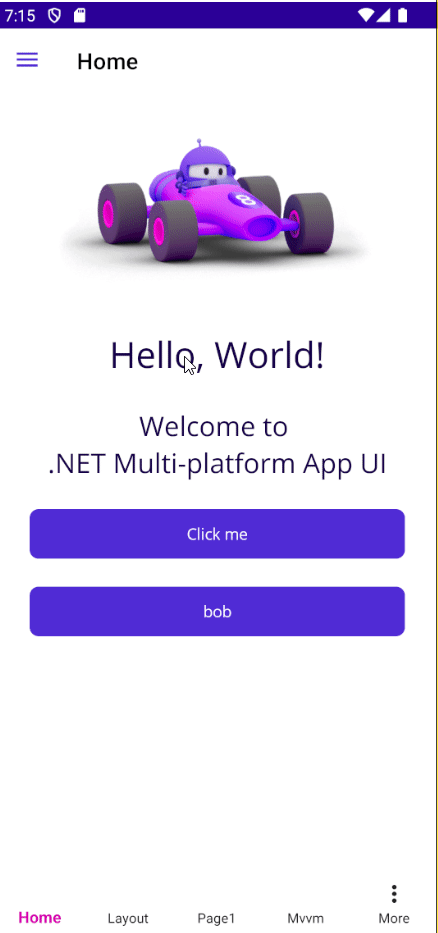 7:15
Home
8
Hello, World!
Welcome to
.NET Multi-platform App UI
Click me
bob
Home
Layout
Page1
Mvvm
More